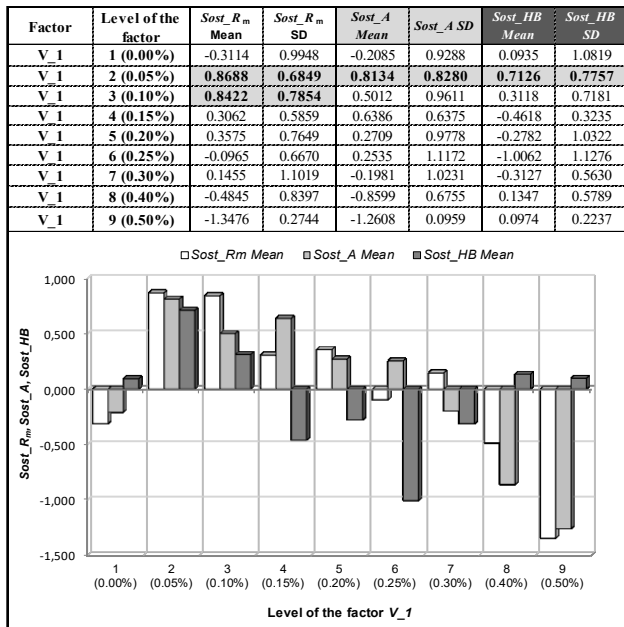 Factor Level of the factor Sost_Rm Mean Sost_Rm SD Sost_A Mean Sost_A SD Sost_HB Mean Sost_HB SD
V_1 1 (0.00%) -0.3114 0.9948 -0.2085 0.9288 0.0935 1.0819
V_1 2 (0.05%) 0.8688 0.6849 0.8134 0.8280 0.7126 0.7757
V_1 3 (0.10%) 0.8422 0.7854 0.5012 0.9611 0.3118 0.7181
V_1 4 (0.15%) 0.3062 0.5859 0.6386 0.6375 -0.4618 0.3235
V_1 5 (0.20%) 0.3575 0.7649 0.2709 0.9778 -0.2782 1.0322
V_1 6 (0.25%) -0.0965 0.6670 0.2535 1.1172 -1.0062 1.1276
V_1 7 (0.30%) 0.1455 1.1019 -0.1981 1.0231 -0.3127 0.5630
V_1 8 (0.40%) -0.4845 0.8397 -0.8599 0.6755 0.1347 0.5789
V_1 9 (0.50%) -1.3476 0.2744 -1.2608 0.0959 0.0974 0.2237
Sost_Rm Mean Sost_A Mean Sost_HB Mean
Sost_Rm, Sost_A, Sost_HB
1,000
0,500
0,000
-0,500
-1,000
-1,500
1 2 3 4 5 6 7 8 9
(0.00%) (0.05%) (0.10%) (0.15%) (0.20%) (0.25%) (0.30%) (0.40%) (0.50%)
Level of the factor V_1